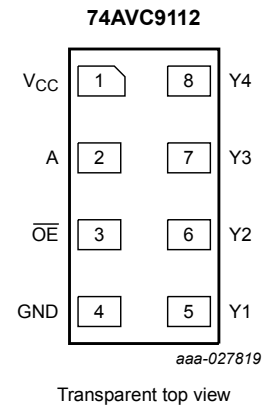 74AVC9112
VCC 1 8 Y4
A 2 7 Y3
OE 3 6 Y2
GND 4 5 Y1
aaa-027819
Transparent top view